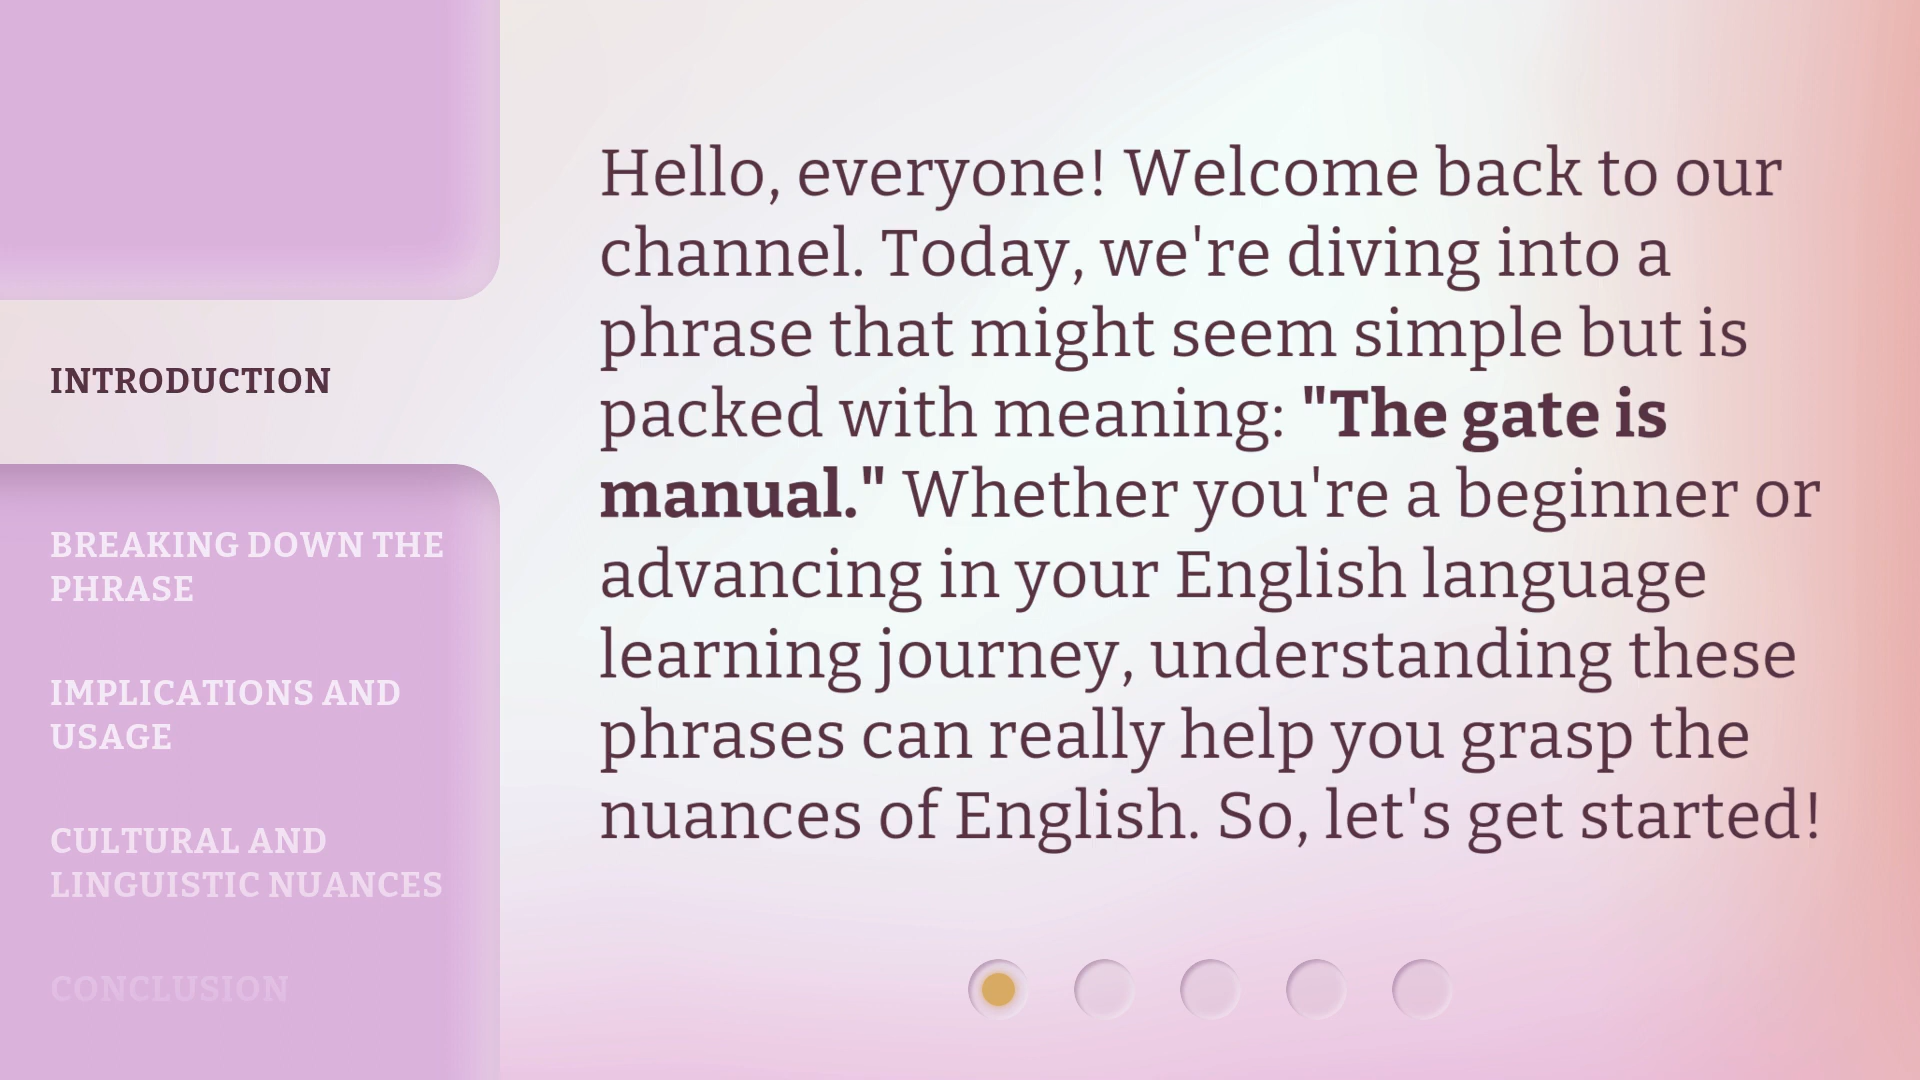 INTRODUCTION
BREAKING DOWN THE
PHRASE
IMPLICATIONS AND
USAGE
CULTURAL AND
LINGUISTIC NUANCES
CONCLUSION
Hello, everyone! Welcome back to our
channel. Today, we're diving into a
phrase that might seem simple but is
packed with meaning: "The gate is
manual." Whether you're a beginner or
advancing in your English language
learning journey, understanding these
phrases can really help you grasp the
nuances of English. So, let's get started!